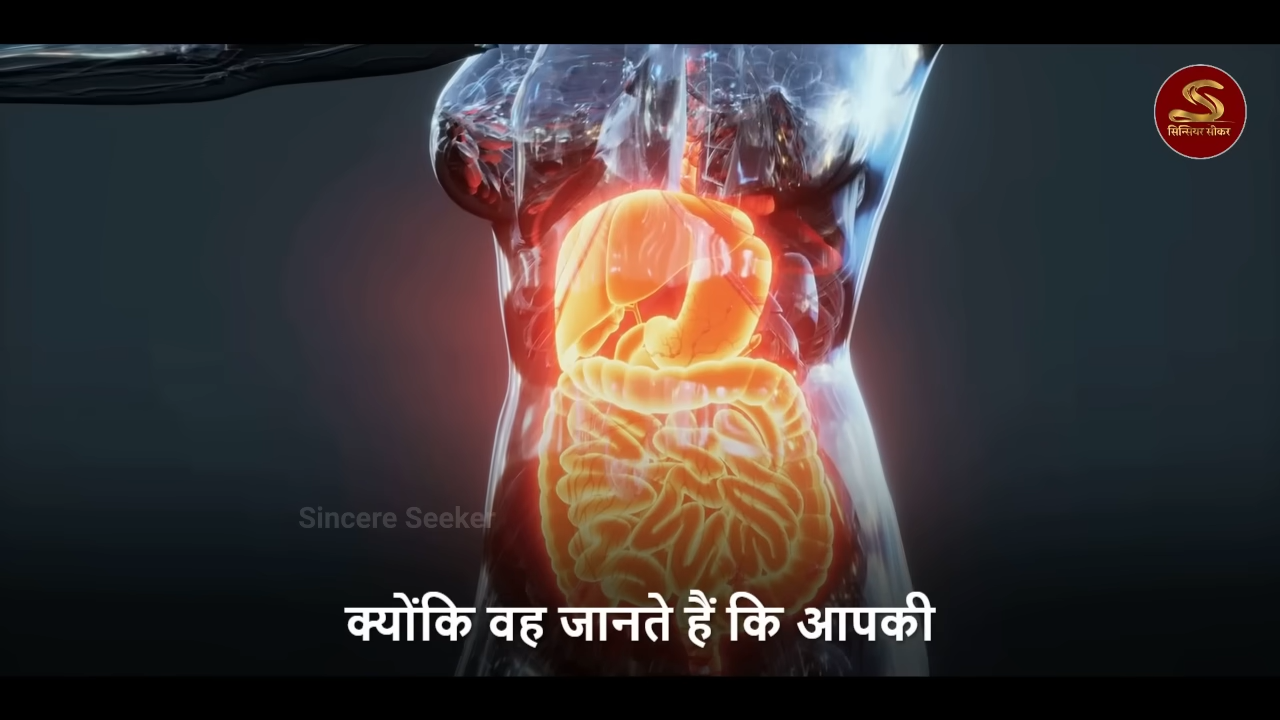 सिन्सियर सीकर
Sincere Seeker
क्योंकि वह जानते हैं कि आपकी